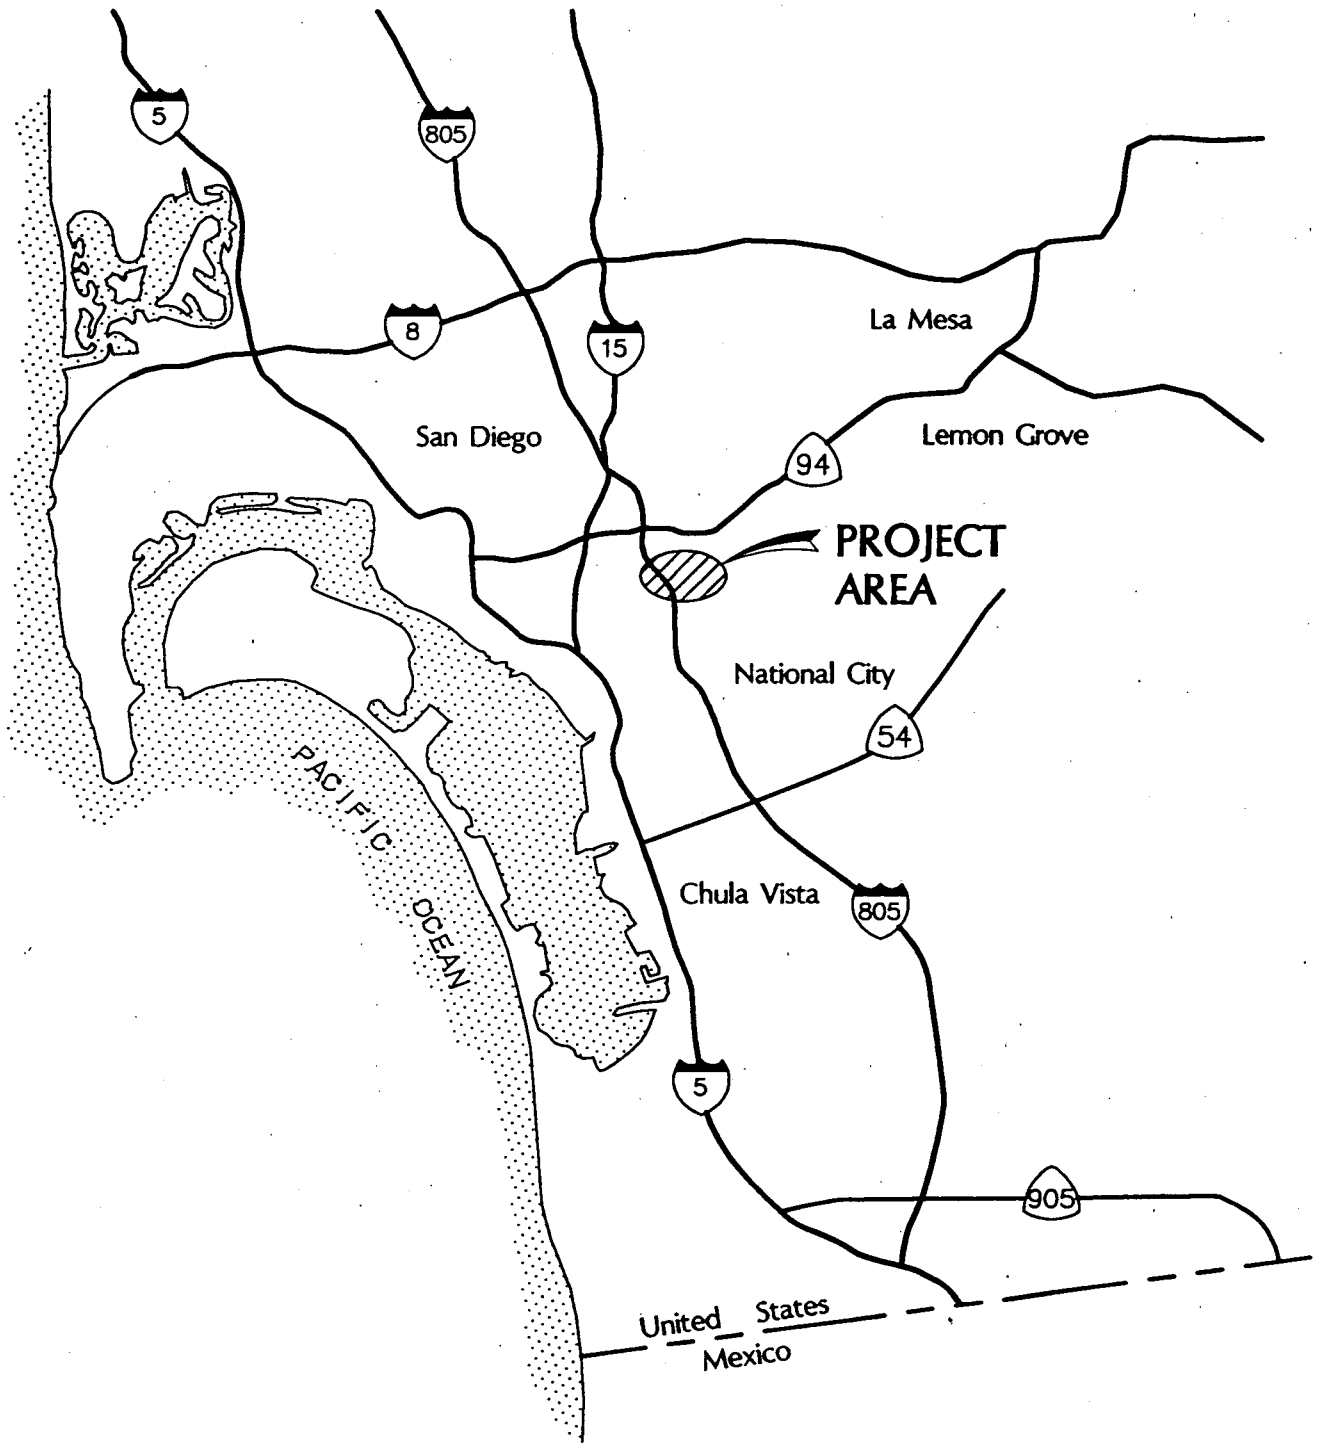 5
805
8
15
La Mesa
San Diego
Lemon Grove
94
PROJECT
AREA
National City
54
PACIFIC
OCEAN
Chula Vista
805
5
905
United States
Mexico